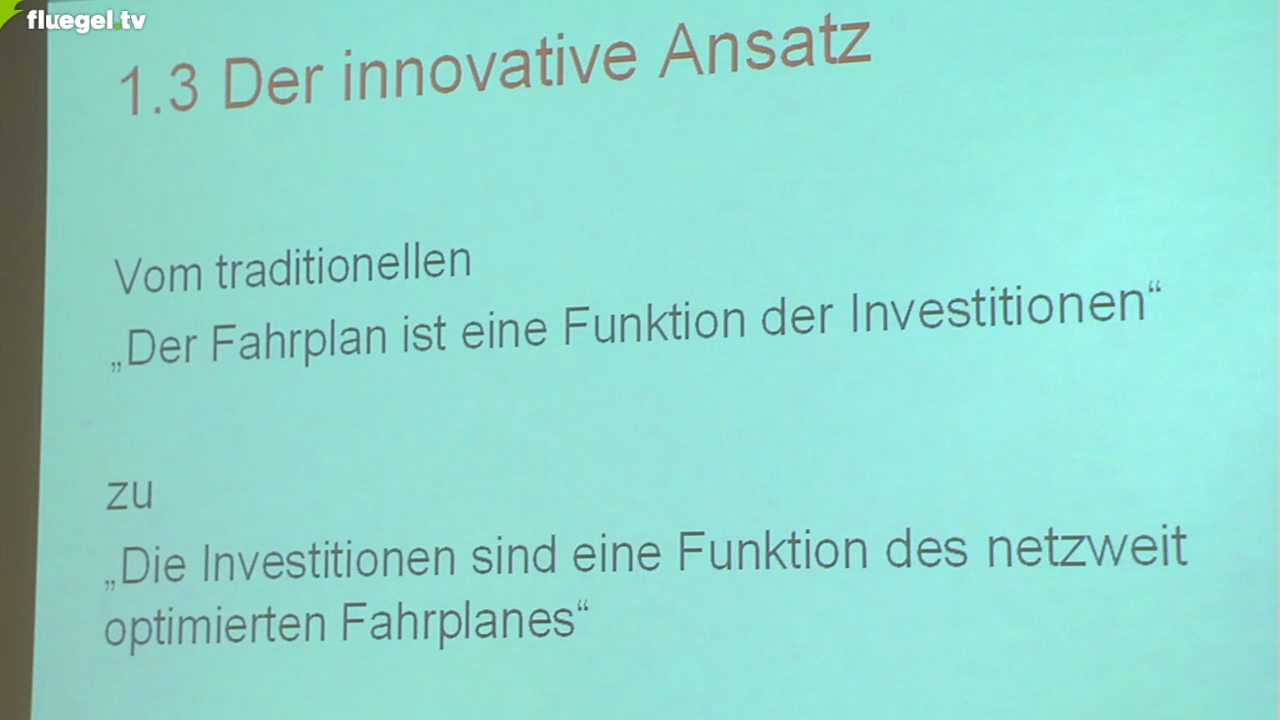 fluegel.tv
1.3 Der innovative Ansatz
Vom traditionellen
„Der Fahrplan ist eine Funktion der Investitionen“
zu
„Die Investitionen sind eine Funktion des netzweit
optimierten Fahrplanes“